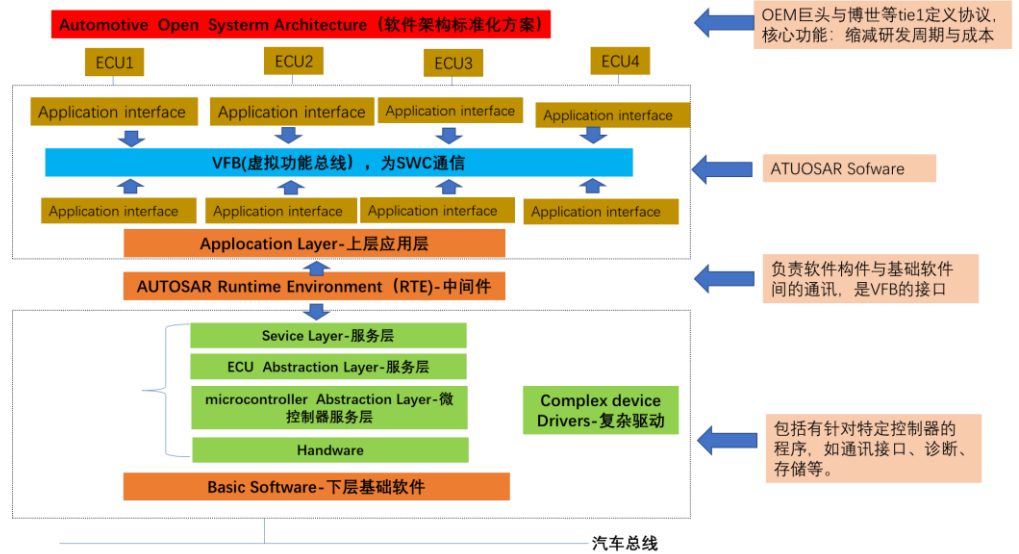 Automotive Open Systerm Architecture（软件架构标准化方案）
OEM巨头与博世等tie1定义协议，
核心功能：缩减研发周期与成本
ECU1
ECU2
ECU3
ECU4
Application interface
Application interface
Application interface
Application interface
VFB(虚拟功能总线），为SWC通信
ATUOSAR Sofware
Application interface
Application interface
Application interface
Application interface
Applocation Layer-上层应用层
AUTOSAR Runtime Environment（RTE)-中间件
负责软件构件与基础软件
间的通讯，是VFB的接口
Sevice Layer-服务层
ECU Abstraction Layer-服务层
microcontroller Abstraction Layer-微
控制器服务层
Handware
Complex device
Drivers-复杂驱动
包括有针对特定控制器的
程序，如通讯接口、诊断、
存储等。
Basic Software-下层基础软件
汽车总线